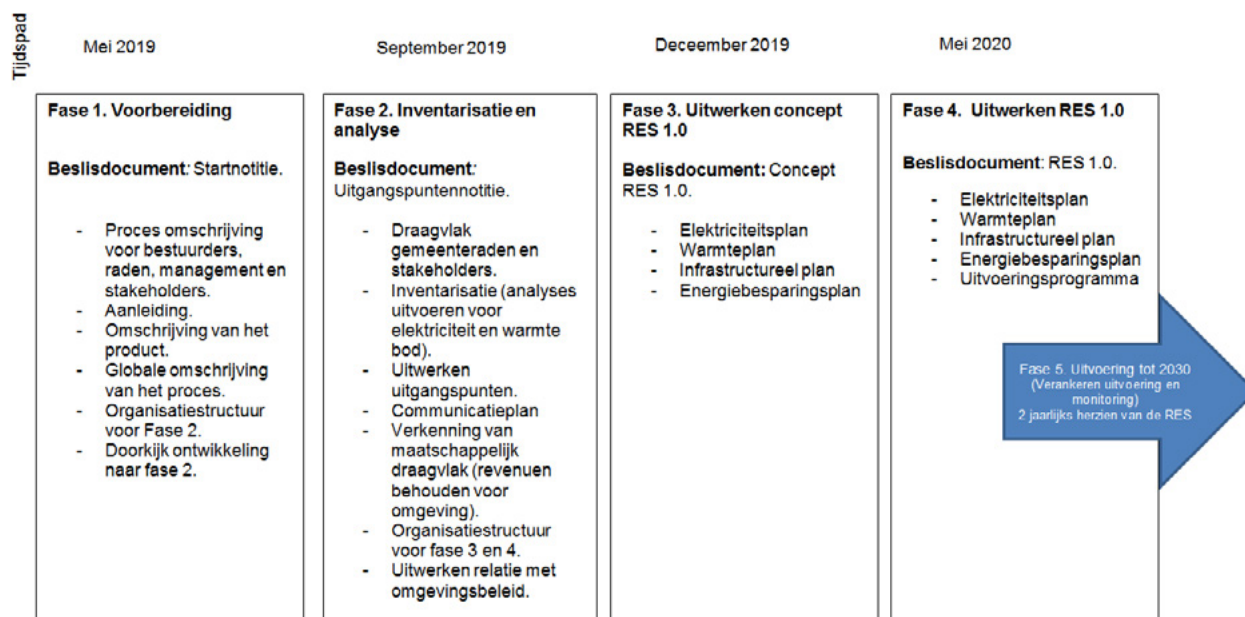 Tijdspad
Mei 2019
September 2019
Deceember 2019
Mei 2020
Fase 1. Voorbereiding
Beslisdocument: Startnotitie.
- Proces omschrijving
voor bestuurders,
raden, management en
stakeholders.
- Aanleiding.
- Omschrijving van het
product.
- Globale omschrijving
van het proces.
- Organisatiestructuur
voor Fase 2.
- Doorkijk ontwikkeling
naar fase 2.
Fase 2. Inventarisatie en
analyse
Beslisdocument:
Uitgangspuntennotitie.
- Draagvlak
gemeenteraden en
stakeholders.
- Inventarisatie (analyses
uitvoeren voor
elektriciteit en warmte
bod).
- Uitwerken
uitgangspunten.
- Communicatieplan
- Verkenning van
maatschappelijk
draagvlak (revenuen
behouden voor
omgeving).
- Organisatiestructuur
voor fase 3 en 4.
- Uitwerken relatie met
omgevingsbeleid.
Fase 3. Uitwerken concept
RES 1.0
Beslisdocument: Concept
RES 1.0.
- Elektriciteitsplan
- Warmteplan
- Infrastructureel plan
- Energiebesparingsplan
Fase 4. Uitwerken RES 1.0
Beslisdocument: RES 1.0.
- Elektriciteitsplan
- Warmteplan
- Infrastructureel plan
- Energiebesparingsplan
- Uitvoeringsprogramma
Fase 5. Uitvoering tot 2030
(Verankeren uitvoering en
monitoring)
2 jaarlijks herzien van de RES